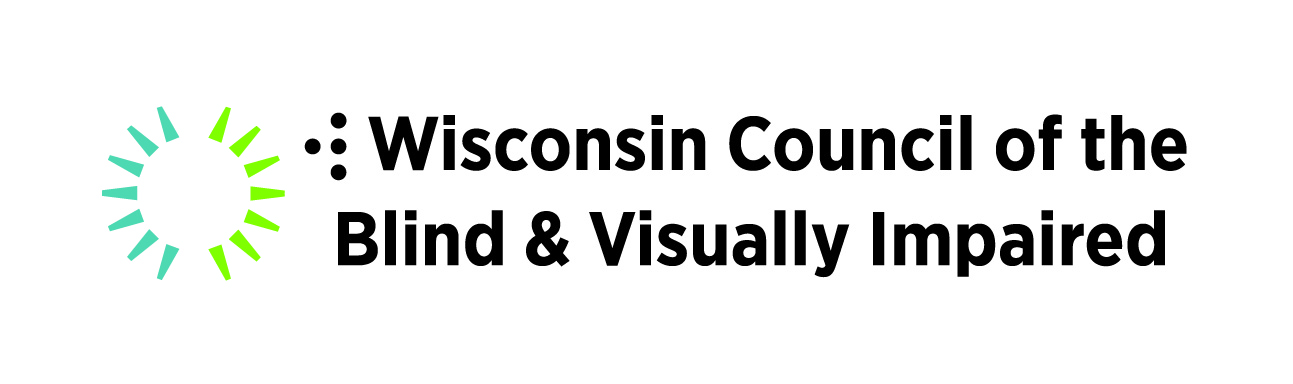 ⠺ Wisconsin Council of the
Blind & Visually Impaired